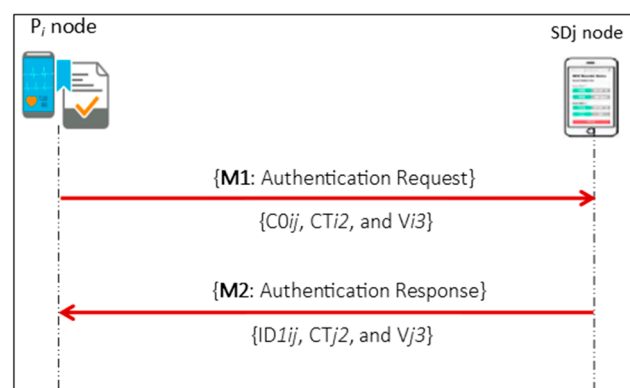 Pi node
SDj node
{M1: Authentication Request}
{C0ij, CTi2, and Vi3}
{M2: Authentication Response}
{ID1ij, CTj2, and Vj3}